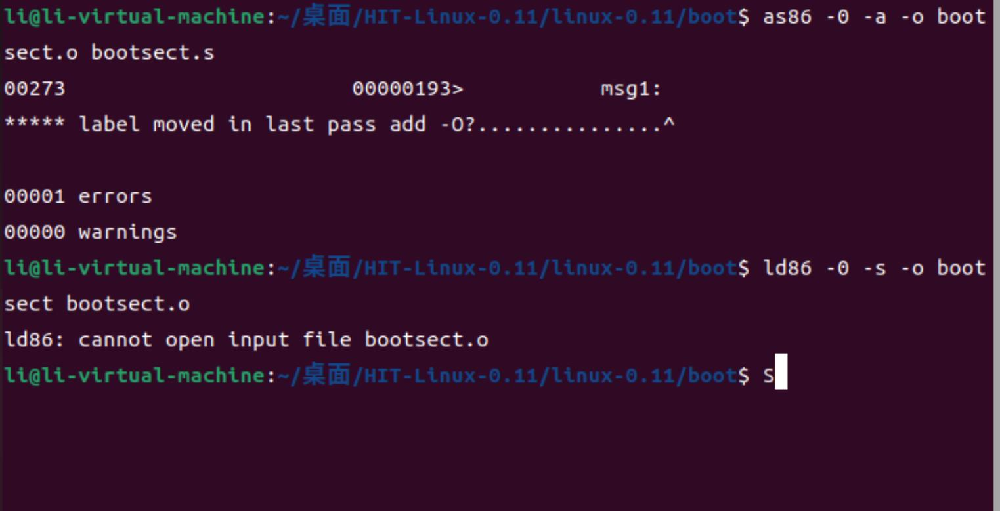 li@li-virtual-machine:~/桌面/HIT-Linux-0.11/linux-0.11/boot$ as86 -0 -a -o boot
sect.o bootsect.s
00273                       00000193>           msg1:
***** label moved in last pass add -O?...............^
00001 errors
00000 warnings
li@li-virtual-machine:~/桌面/HIT-Linux-0.11/linux-0.11/boot$ ld86 -0 -s -o boot
sect bootsect.o
ld86: cannot open input file bootsect.o
li@li-virtual-machine:~/桌面/HIT-Linux-0.11/linux-0.11/boot$ S